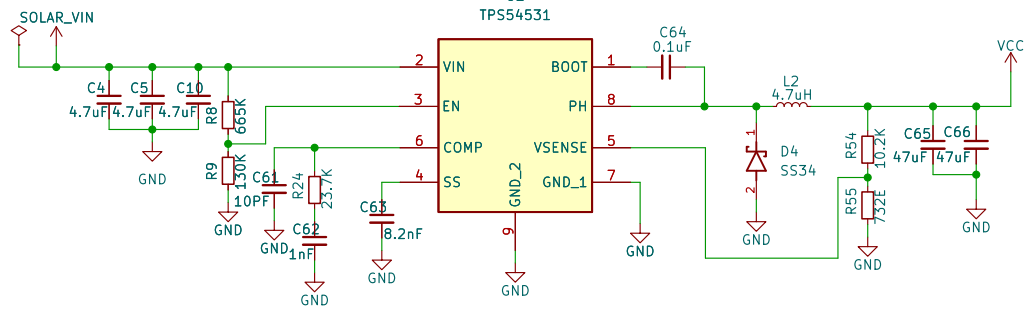 SOLAR_VIN
TPS54531
C64
0.1uF
VCC
VIN
2
BOOT
1
C4
4.7uF
C5
4.7uF
C10
4.7uF
R8
665K
EN
3
PH
8
L2
4.7uH
COMP
6
VSENSE
5
D4
SS34
1
2
R54
10.2K
C65
47uF
C66
47uF
SS
4
GND_1
7
GND_2
9
R9
130K
C61
10PF
R24
23.7K
C62
1nF
C63
8.2nF
R55
732E
GND
GND
GND
GND
GND
GND
GND
GND
GND
GND